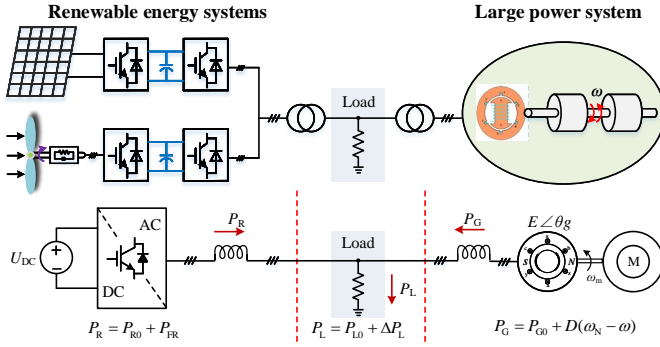 Renewable energy systems
Large power system
Load
ω
AC
DC
U_DC
P_R
Load
P_L
P_G
E∠θg
S
N
ω_m
M
P_R = P_R0 + P_FR
P_L = P_L0 + ΔP_L
P_G = P_G0 + D(ω_N − ω)